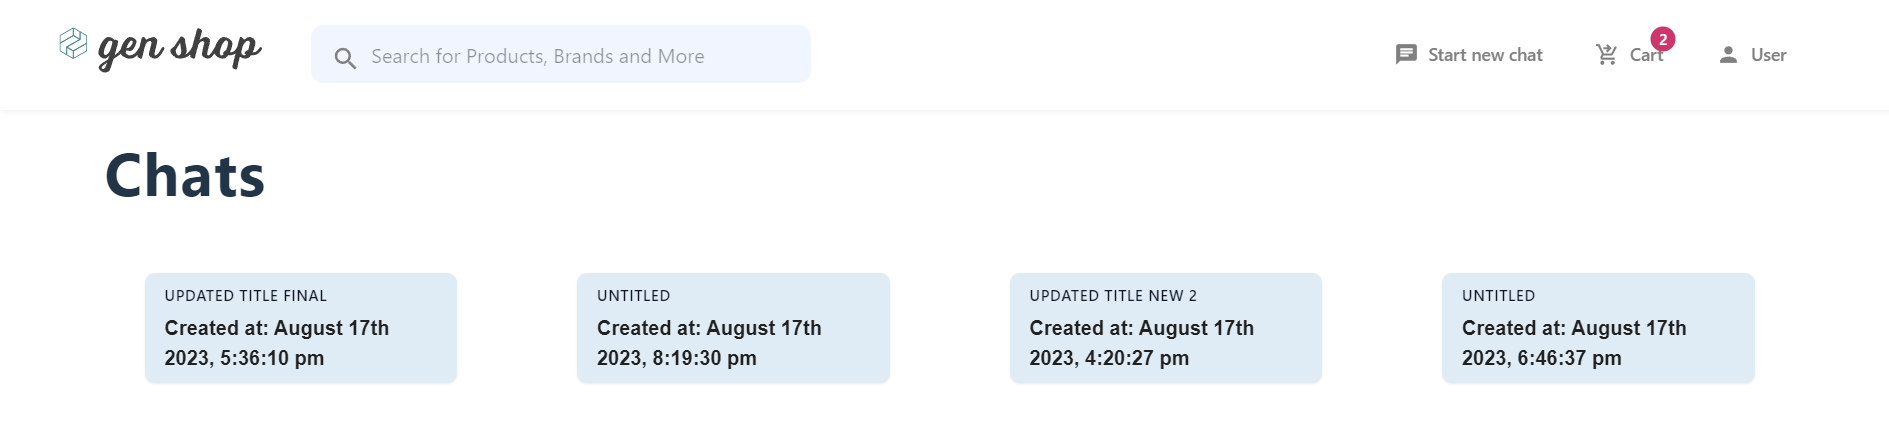 gen shop
Search for Products, Brands and More
Start new chat
Cart
2
User
Chats
UPDATED TITLE FINAL
Created at: August 17th
2023, 5:36:10 pm
UNTITLED
Created at: August 17th
2023, 8:19:30 pm
UPDATED TITLE NEW 2
Created at: August 17th
2023, 4:20:27 pm
UNTITLED
Created at: August 17th
2023, 6:46:37 pm